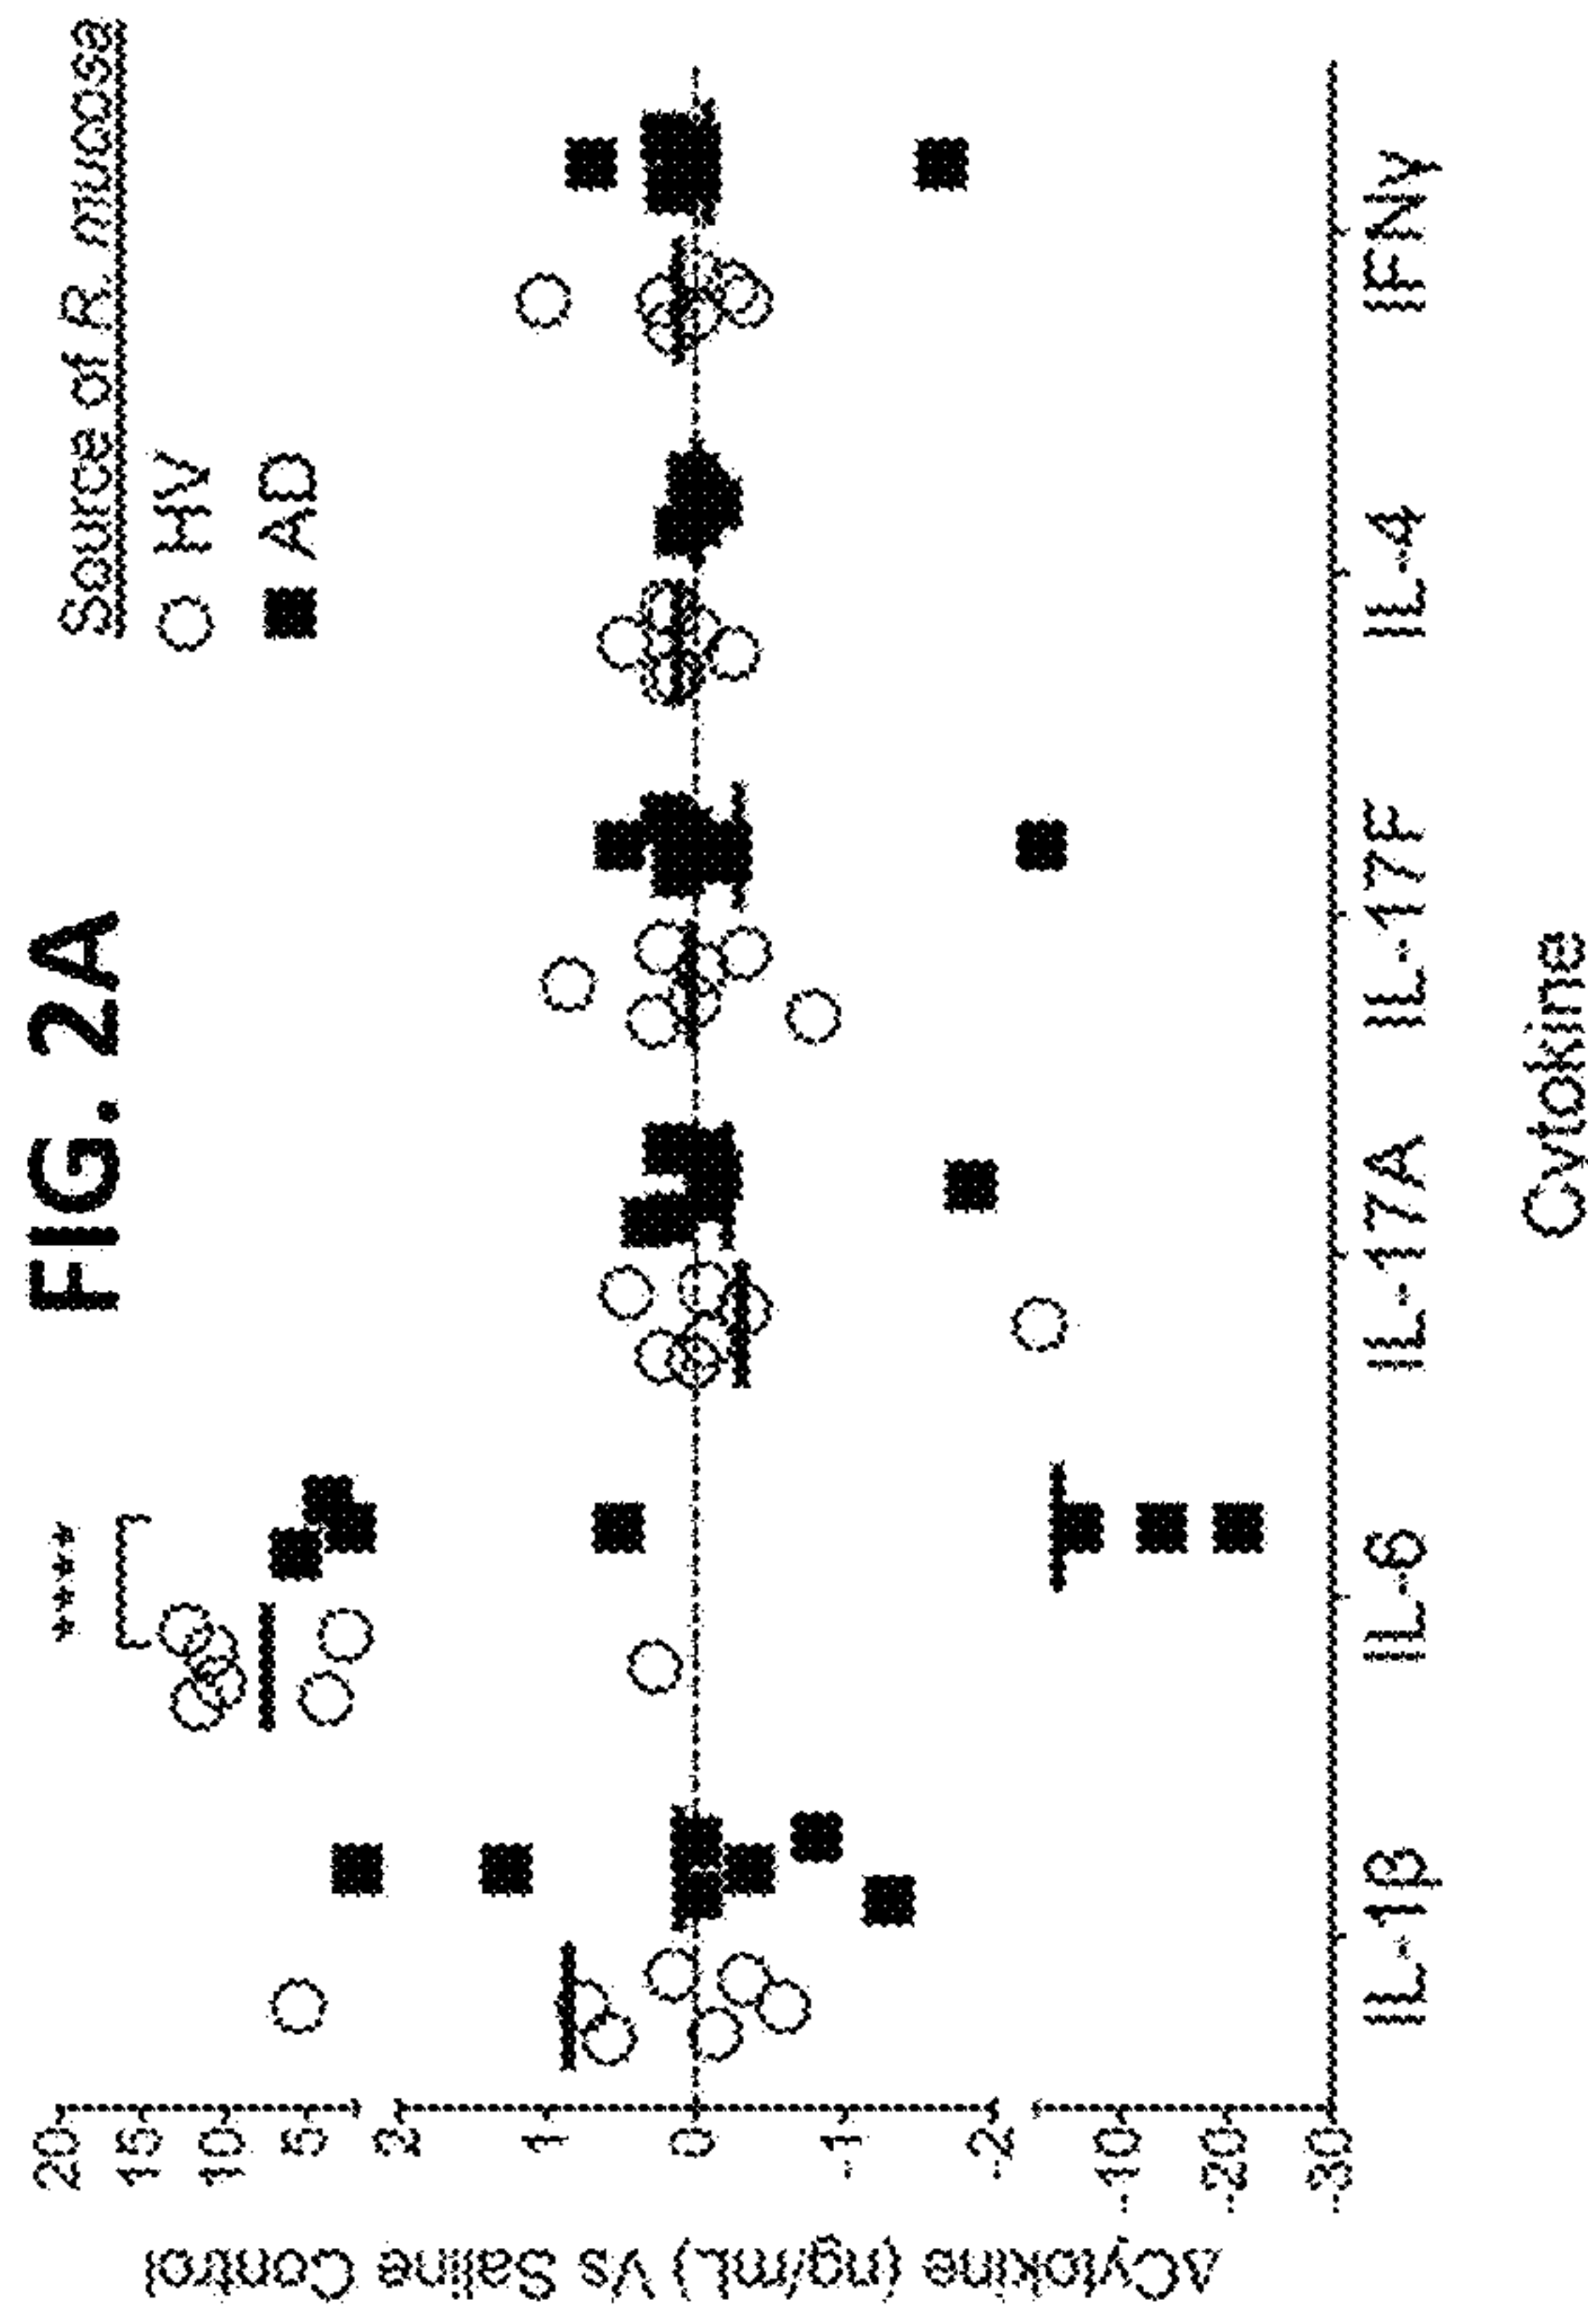 FIG. 2A
Source of R. mucosa
HV
AD
****
20
15
10
5
2
1
0
-1
-2
-10
-20
-30
ΔCytokine (ng/mL) Vs Saline Control
IL-1β
IL-6
IL-17A
IL-17F
IL-4
IFNγ
Cytokine